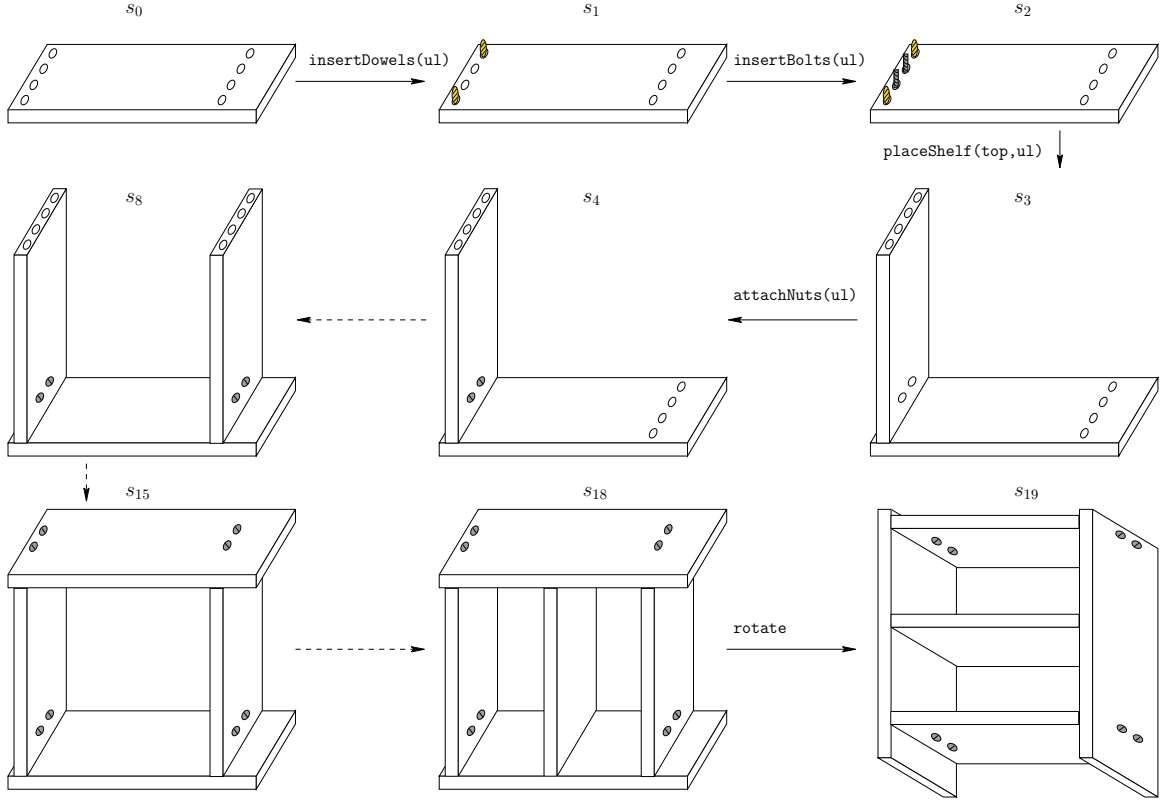 s₀
s₁
s₂
insertDowels(ul)
insertBolts(ul)
placeShelf(top,ul)
s₈
s₄
s₃
attachNuts(ul)
s₁₅
s₁₈
s₁₉
rotate